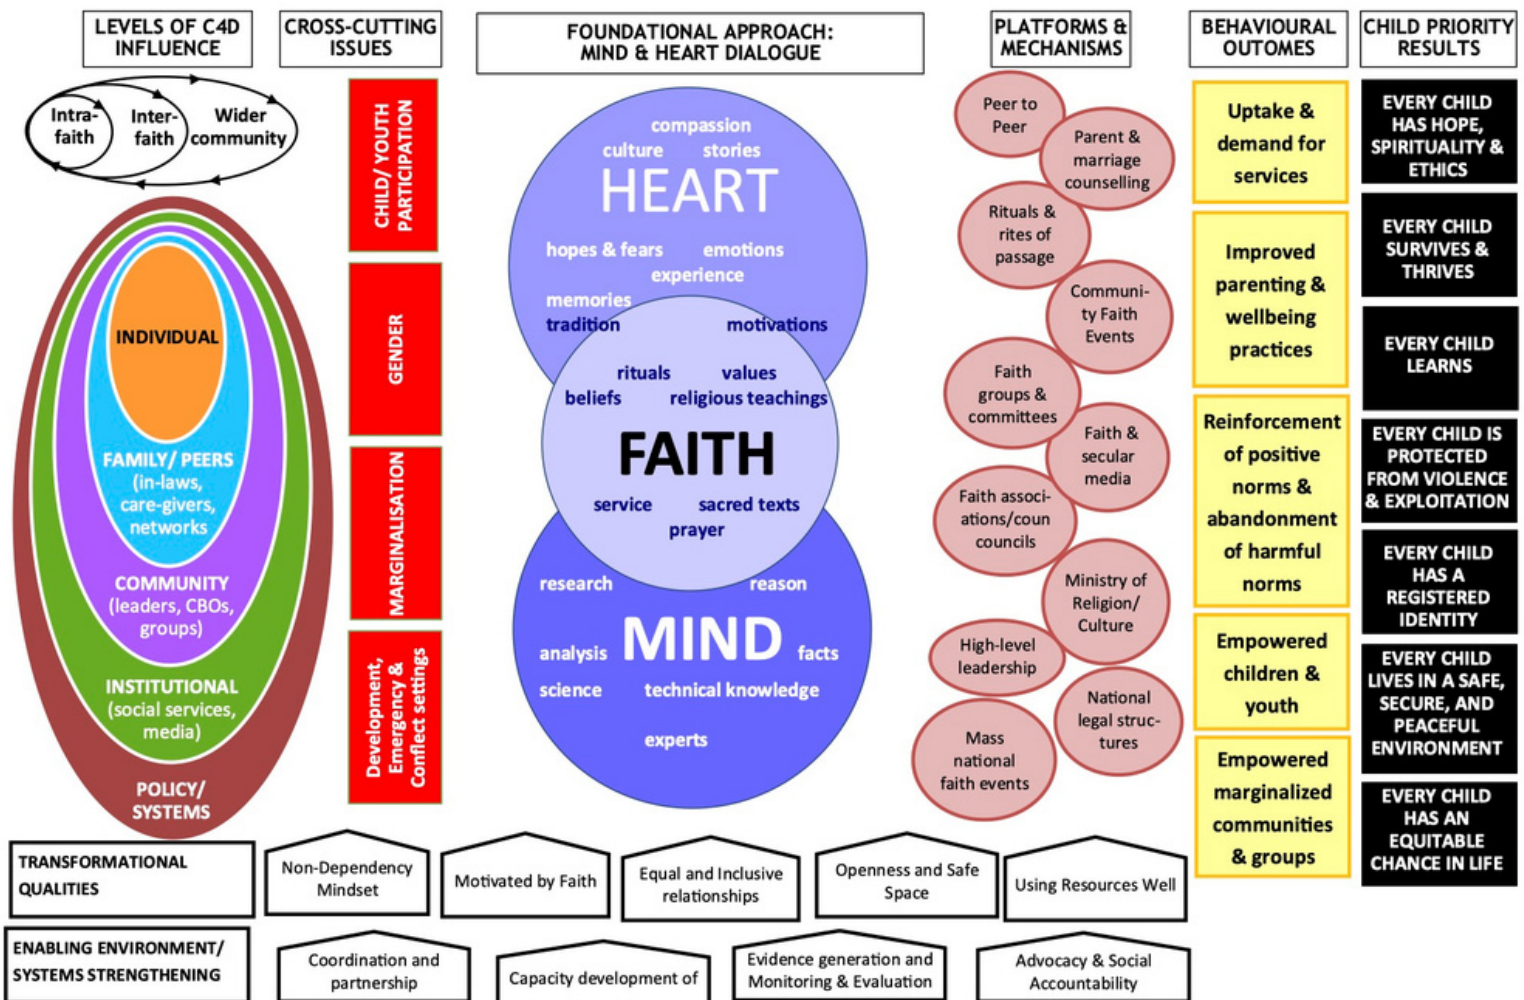 LEVELS OF C4D
INFLUENCE
CROSS-CUTTING
ISSUES
FOUNDATIONAL APPROACH:
MIND & HEART DIALOGUE
PLATFORMS &
MECHANISMS
BEHAVIOURAL
OUTOMES
CHILD PRIORITY
RESULTS
Intra-
faith
Inter-
faith
Wider
community
INDIVIDUAL
FAMILY/ PEERS
(in-laws,
care-givers,
networks
COMMUNITY
(leaders, CBOs,
groups)
INSTITUTIONAL
(social services,
media)
POLICY/
SYSTEMS
CHILD/ YOUTH
PARTICIPATION
GENDER
MARGINALISATION
Development,
Emergency &
Conflect settings
compassion
culture stories
HEART
hopes & fears emotions
experience
memories
tradition motivations
rituals values
beliefs religious teachings
FAITH
service sacred texts
prayer
research reason
MIND
analysis facts
science technical knowledge
experts
Peer to
Peer
Parent &
marriage
counselling
Rituals &
rites of
passage
Communi-
ty Faith
Events
Faith
groups &
committees
Faith &
secular
media
Faith associ-
ations/coun
councils
Ministry of
Religion/
Culture
High-level
leadership
National
legal struc-
tures
Mass
national
faith events
Uptake &
demand for
services
Improved
parenting &
wellbeing
practices
Reinforcement
of positive
norms &
abandonment
of harmful
norms
Empowered
children &
youth
Empowered
marginalized
communities
& groups
EVERY CHILD
HAS HOPE,
SPIRITUALITY &
ETHICS
EVERY CHILD
SURVIVES &
THRIVES
EVERY CHILD
LEARNS
EVERY CHILD IS
PROTECTED
FROM VIOLENCE
& EXPLOITATION
EVERY CHILD
HAS A
REGISTERED
IDENTITY
EVERY CHILD
LIVES IN A SAFE,
SECURE, AND
PEACEFUL
ENVIRONMENT
EVERY CHILD
HAS AN
EQUITABLE
CHANCE IN LIFE
TRANSFORMATIONAL
QUALITIES
Non-Dependency
Mindset
Motivated by Faith
Equal and Inclusive
relationships
Openness and Safe
Space
Using Resources Well
ENABLING ENVIRONMENT/
SYSTEMS STRENGTHENING
Coordination and
partnership
Capacity development of
Evidence generation and
Monitoring & Evaluation
Advocacy & Social
Accountability